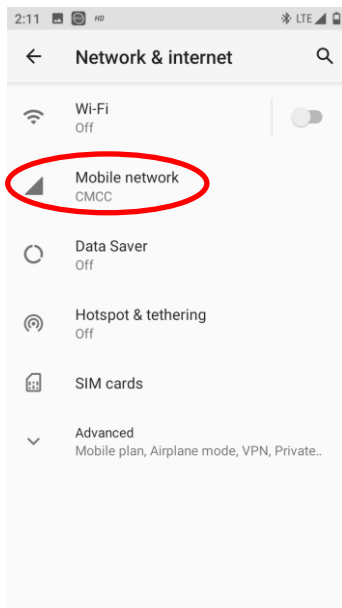 2:11 HD LTE
Network & internet
Wi-Fi
Off
Mobile network
CMCC
Data Saver
Off
Hotspot & tethering
Off
SIM cards
Advanced
Mobile plan, Airplane mode, VPN, Private..